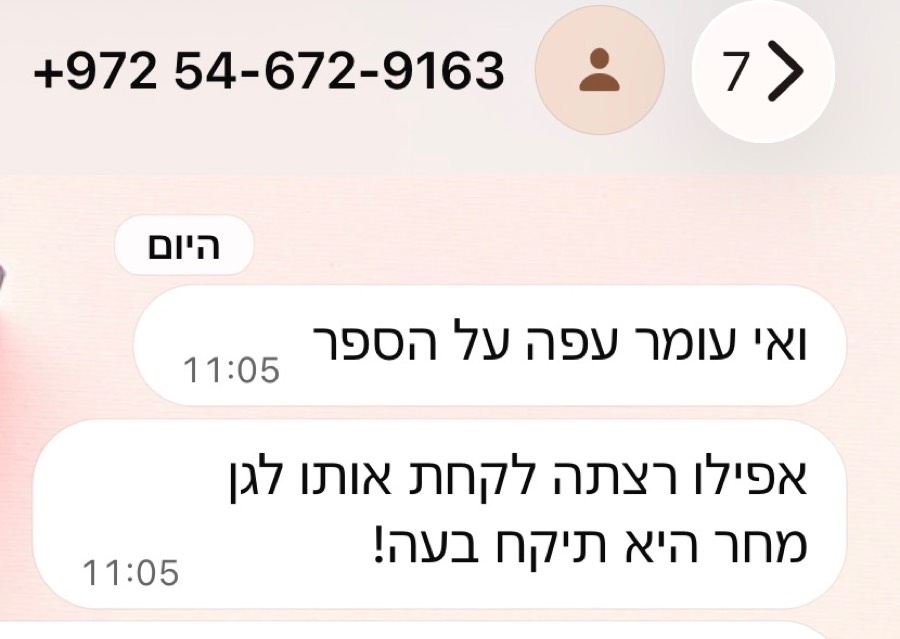 +972 54-672-9163
7
היום
ואי עומר עפה על הספר
11:05
אפילו רצתה לקחת אותו לגן
מחר היא תיקח בעה!
11:05